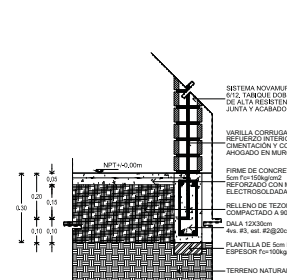 SISTEMA NOVAMUR
6/12, TABIQUE DOB
DE ALTA RESISTEN
JUNTA Y ACABADO
VARILLA CORRUGA
REFUERZO INTERIO
CIMENTACIÓN Y CO
AHOGADO EN MUR
NPT+/-0,00m
FIRME DE CONCRE
5cm f'c=150kg/cm2
REFORZADO CON M
ELECTROSOLDADA
0,05
0,20
0,15
0,30
RELLENO DE TEZO
COMPACTADO A 90
0,10
0,10
DALA 12X30cm
4vs. #3, est. #2@20c
PLANTILLA DE 5cm
ESPESOR f'c=100kg
TERRENO NATURA